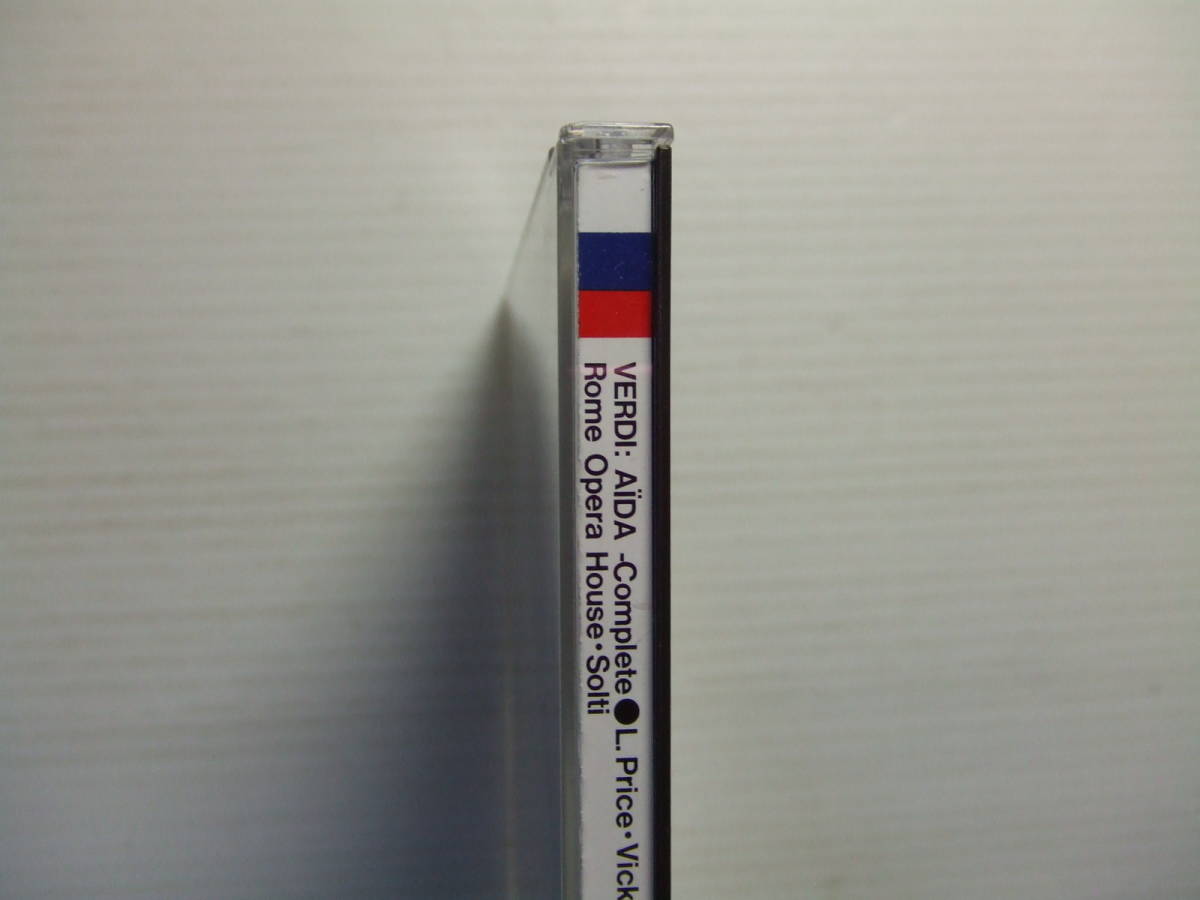 VERDI: AÏDA -Complete●L. Price・Vick
Rome Opera House・Solti